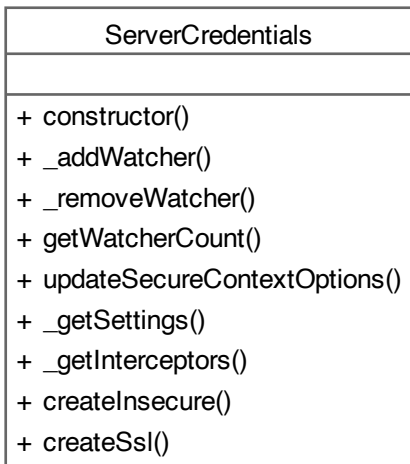 ServerCredentials
+ constructor()
+ _addWatcher()
+ _removeWatcher()
+ getWatcherCount()
+ updateSecureContextOptions()
+ _getSettings()
+ _getInterceptors()
+ createInsecure()
+ createSsl()